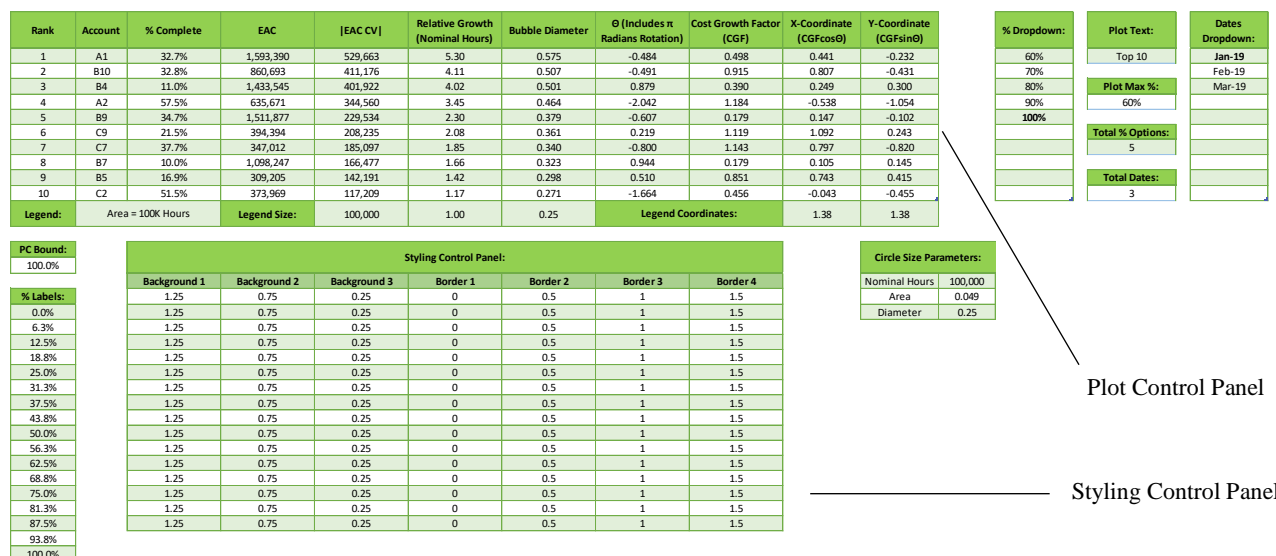 Rank Account % Complete EAC |EAC CV| Relative Growth (Nominal Hours) Bubble Diameter Θ (Includes π Radians Rotation) Cost Growth Factor (CGF) X-Coordinate (CGFcosΘ) Y-Coordinate (CGFsinΘ) % Dropdown: Plot Text: Dates Dropdown:
1 A1 32.7% 1,593,390 529,663 5.30 0.575 -0.484 0.498 0.441 -0.232 60% Top 10 Jan-19
2 B10 32.8% 860,693 411,176 4.11 0.507 -0.491 0.915 0.807 -0.431 70% Feb-19
3 B4 11.0% 1,433,545 401,922 4.02 0.501 0.879 0.390 0.249 0.300 80% Plot Max %: Mar-19
4 A2 57.5% 635,671 344,560 3.45 0.464 -2.042 1.184 -0.538 -1.054 90% 60%
5 B9 34.7% 1,511,877 229,534 2.30 0.379 -0.607 0.179 0.147 -0.102 100%
6 C9 21.5% 394,394 208,235 2.08 0.361 0.219 1.119 1.092 0.243 Total % Options:
7 C7 37.7% 347,012 185,097 1.85 0.340 -0.800 1.143 0.797 -0.820 5
8 B7 10.0% 1,098,247 166,477 1.66 0.323 0.944 0.179 0.105 0.145
9 B5 16.9% 309,205 142,191 1.42 0.298 0.510 0.851 0.743 0.415 Total Dates:
10 C2 51.5% 373,969 117,209 1.17 0.271 -1.664 0.456 -0.043 -0.455 3
Legend: Area = 100K Hours Legend Size: 100,000 1.00 0.25 Legend Coordinates: 1.38 1.38
PC Bound: Styling Control Panel: Circle Size Parameters:
100.0%
Background 1 Background 2 Background 3 Border 1 Border 2 Border 3 Border 4 Nominal Hours 100,000
% Labels: 1.25 0.75 0.25 0 0.5 1 1.5 Area 0.049
0.0% 1.25 0.75 0.25 0 0.5 1 1.5 Diameter 0.25
6.3% 1.25 0.75 0.25 0 0.5 1 1.5
12.5% 1.25 0.75 0.25 0 0.5 1 1.5
18.8% 1.25 0.75 0.25 0 0.5 1 1.5
25.0% 1.25 0.75 0.25 0 0.5 1 1.5
31.3% 1.25 0.75 0.25 0 0.5 1 1.5
37.5% 1.25 0.75 0.25 0 0.5 1 1.5
43.8% 1.25 0.75 0.25 0 0.5 1 1.5
50.0% 1.25 0.75 0.25 0 0.5 1 1.5
56.3% 1.25 0.75 0.25 0 0.5 1 1.5
62.5% 1.25 0.75 0.25 0 0.5 1 1.5
68.8% 1.25 0.75 0.25 0 0.5 1 1.5
75.0% 1.25 0.75 0.25 0 0.5 1 1.5
81.3% 1.25 0.75 0.25 0 0.5 1 1.5
87.5% 1.25 0.75 0.25 0 0.5 1 1.5
93.8%
100.0%
Plot Control Panel
Styling Control Panel